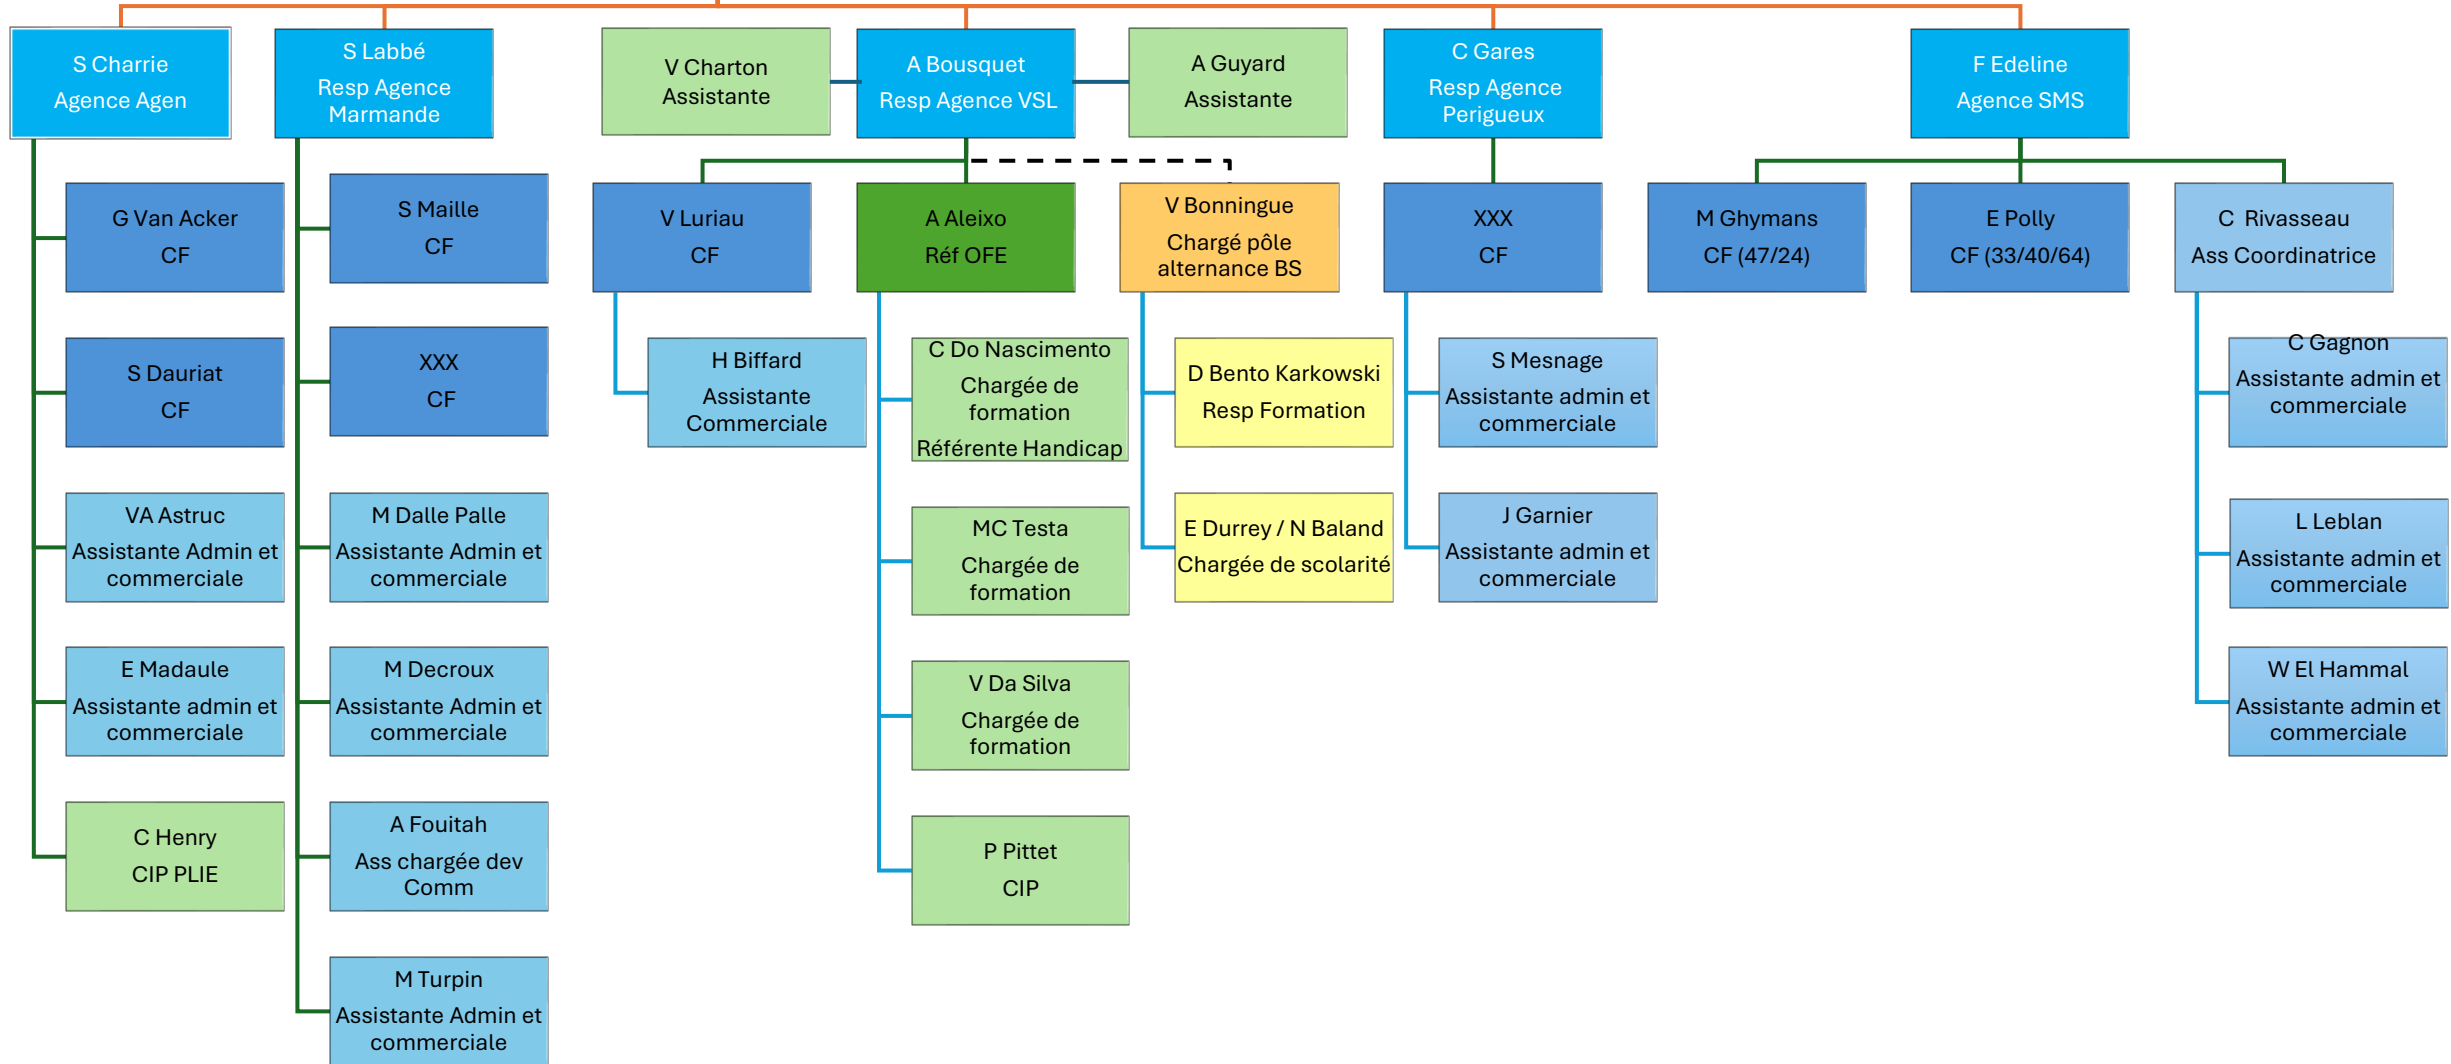 S Charrie
Agence Agen
S Labbé
Resp Agence
Marmande
V Charton
Assistante
A Bousquet
Resp Agence VSL
A Guyard
Assistante
C Gares
Resp Agence
Perigueux
F Edeline
Agence SMS
G Van Acker
CF
S Maille
CF
V Luriau
CF
A Aleixo
Réf OFE
V Bonningue
Chargé pôle
alternance BS
XXX
CF
M Ghymans
CF (47/24)
E Polly
CF (33/40/64)
C  Rivasseau
Ass Coordinatrice
S Dauriat
CF
XXX
CF
H Biffard
Assistante
Commerciale
C Do Nascimento
Chargée de
formation
Référente Handicap
D Bento Karkowski
Resp Formation
S Mesnage
Assistante admin et
commerciale
C Gagnon
Assistante admin et
commerciale
VA Astruc
Assistante Admin et
commerciale
M Dalle Palle
Assistante Admin et
commerciale
MC Testa
Chargée de
formation
E Durrey / N Baland
Chargée de scolarité
J Garnier
Assistante admin et
commerciale
L Leblan
Assistante admin et
commerciale
E Madaule
Assistante admin et
commerciale
M Decroux
Assistante Admin et
commerciale
V Da Silva
Chargée de
formation
W El Hammal
Assistante admin et
commerciale
C Henry
CIP PLIE
A Fouitah
Ass chargée dev
Comm
P Pittet
CIP
M Turpin
Assistante Admin et
commerciale